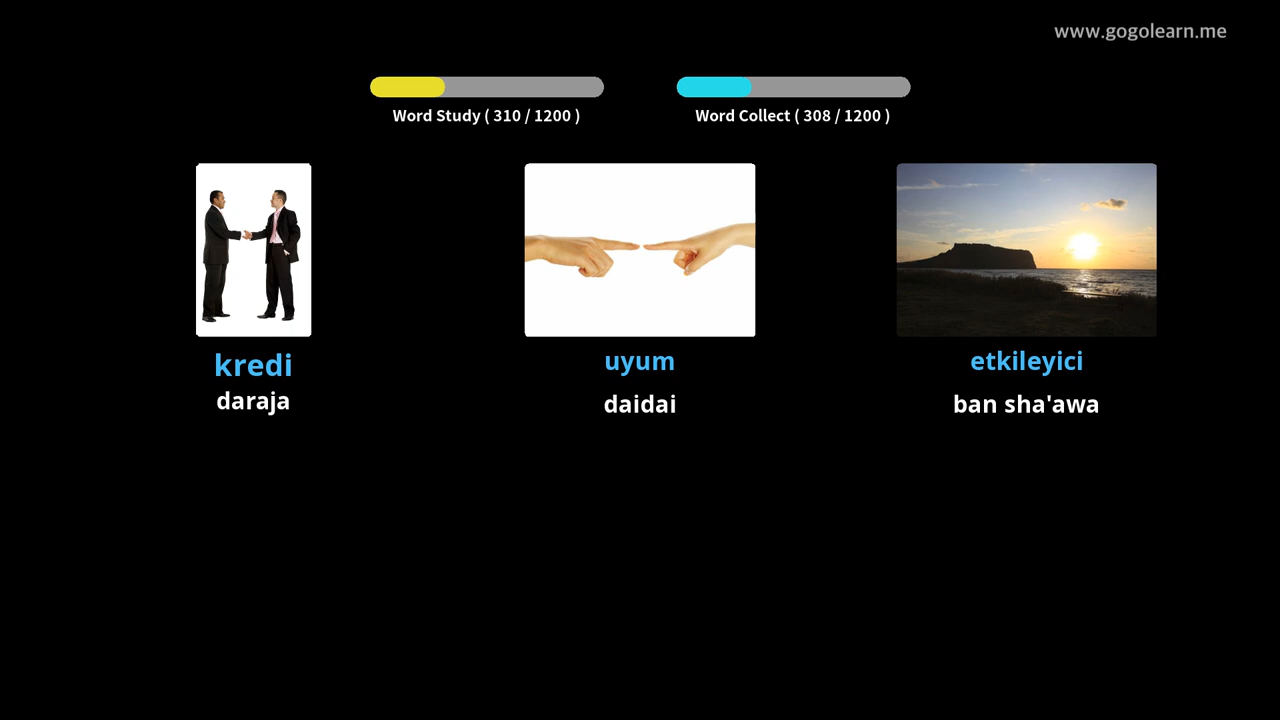 www.gogolearn.me
Word Study ( 310 / 1200 )
Word Collect ( 308 / 1200 )
kredi
daraja
uyum
daidai
etkileyici
ban sha'awa